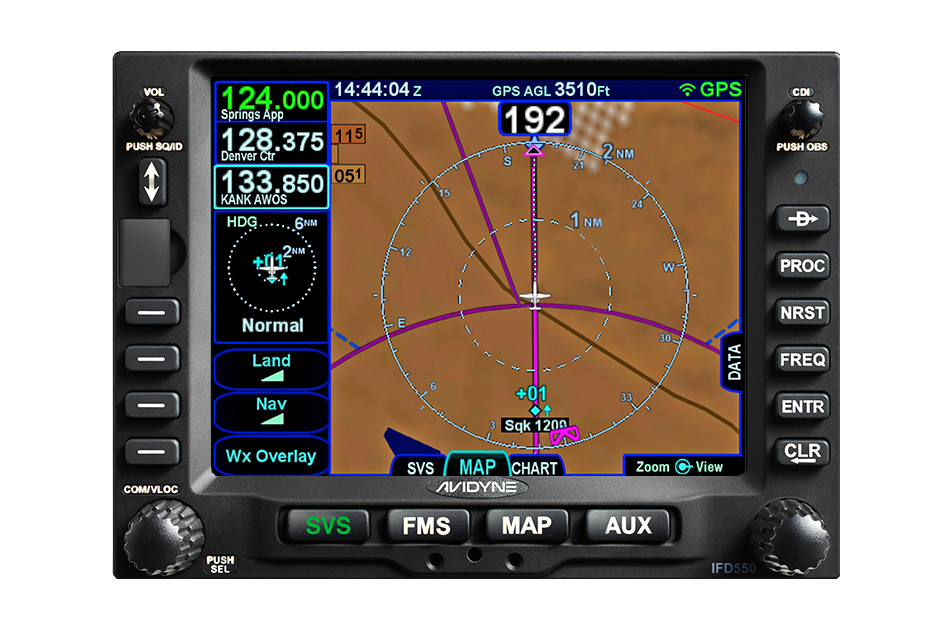 VOL
PUSH SQ/ID
COM/VLOC
PUSH
SEL
124.000
Springs App
128.375
Denver Ctr
133.850
KANK AWOS
HDG
6NM
2NM
+01
Normal
Land
Nav
Wx Overlay
14:44:04 Z
GPS AGL 3510Ft
GPS
115
051
192
2 NM
1 NM
S
21
24
W
30
33
3
6
E
12
15
+01
Sqk 1200
DATA
SVS
MAP
CHART
Zoom View
AVIDYNE
SVS
FMS
MAP
AUX
CDI
PUSH OBS
D
PROC
NRST
FREQ
ENTR
CLR
IFD550